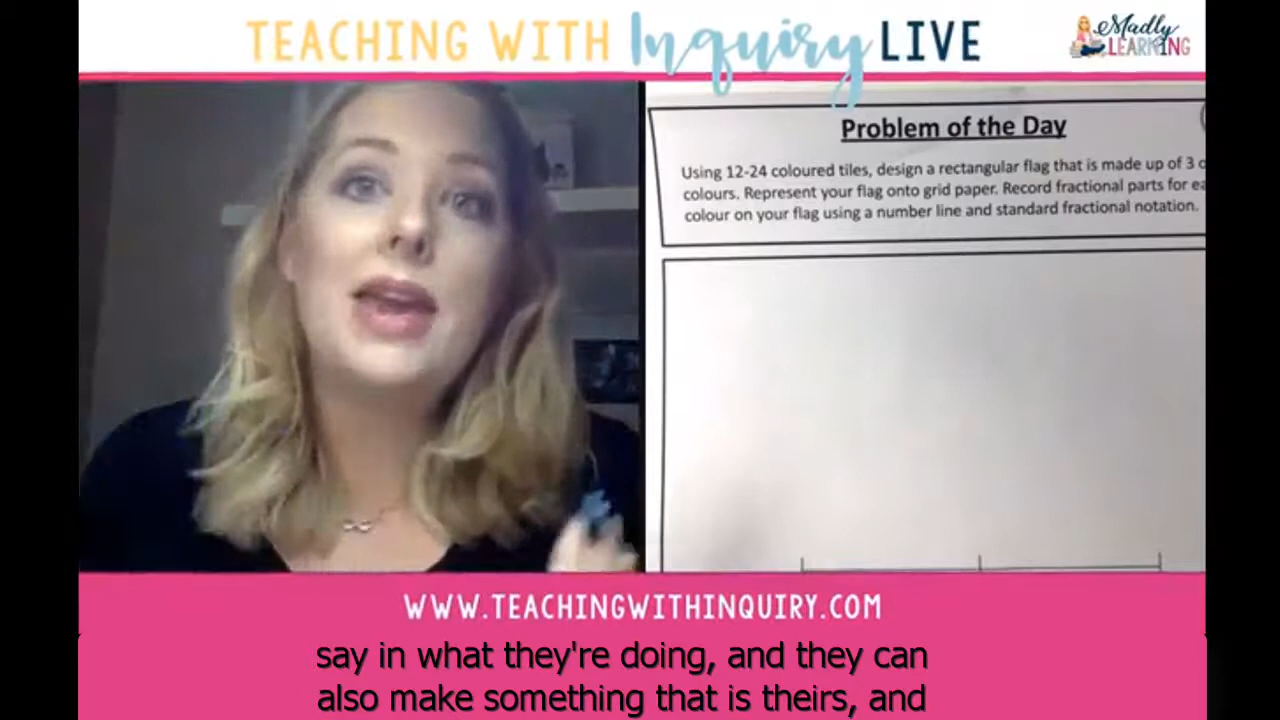 TEACHING WITH Inquiry LIVE
Madly
LEARNING
Problem of the Day
Using 12-24 coloured tiles, design a rectangular flag that is made up of 3
colours. Represent your flag onto grid paper. Record fractional parts for
colour on your flag using a number line and standard fractional notation.
WWW.TEACHINGWITHINQUIRY.COM
say in what they're doing, and they can
also make something that is theirs, and